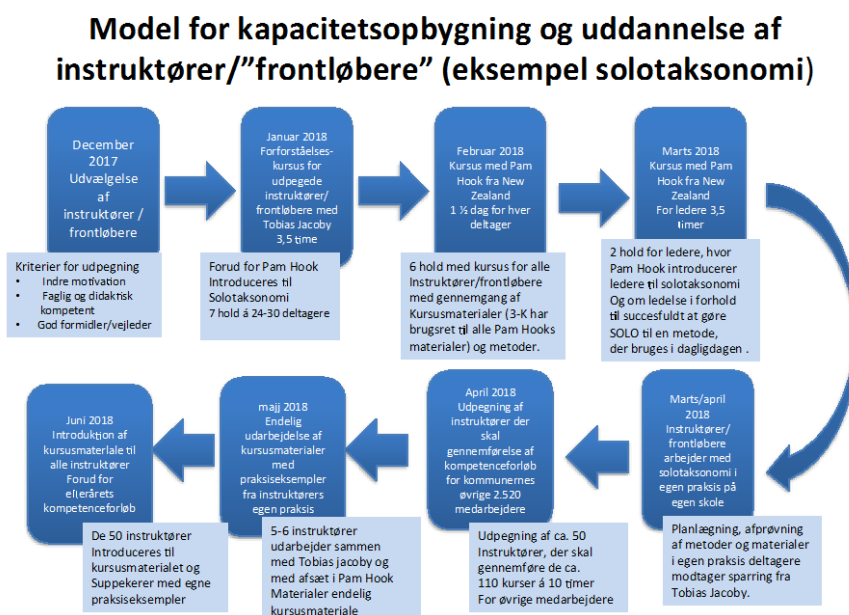 Model for kapacitetsopbygning og uddannelse af
instruktører/”frontløbere” (eksempel solotaksonomi)
December
2017
Udvælgelse
af
instruktører /
frontløbere
Kriterier for udpegning
• Indre motivation
• Faglig og didaktisk
kompetent
• God formidler/vejleder
Januar 2018
Forforståelses-
kursus for
udpegede
instruktører/
frontløbere med
Tobias Jacoby
3,5 time
Forud for Pam Hook
Introduceres til
Solotaksonomi
7 hold á 24-30 deltagere
Februar 2018
Kursus med Pam
Hook fra New
Zealand
1 ½ dag for hver
deltager
6 hold med kursus for alle
Instruktører/frontløbere
med gennemgang af
Kursusmaterialer (3-K har
brugsret til alle Pam Hooks
materialer) og metoder.
Marts 2018
Kursus med Pam
Hook fra New
Zealand
For ledere 3,5
timer
2 hold for ledere, hvor
Pam Hook introducerer
ledere til solotaksonomi
Og om ledelse i forhold
til succesfuldt at gøre
SOLO til en metode,
der bruges i dagligdagen .
Marts/april
2018
Instruktører/
frontløbere
arbejder med
solotaksonomi i
egen praksis på
egen skole
Planlægning, afprøvning
af metoder og materialer
i egen praksis deltagere
modtager sparring fra
Tobias Jacoby.
April 2018
Udpegning af
instruktører der
skal
gennemførelse af
kompetenceforløb
for kommunernes
øvrige 2.520
medarbejdere
Udpegning af ca. 50
Instruktører, der skal
gennemføre de ca.
110 kurser á 10 timer
For øvrige medarbejdere
majj 2018
Endelig
udarbejdelse af
kursusmaterialer
med
praksiseksempler
fra instruktørers
egen praksis
5-6 instruktører
udarbejder sammen
med Tobias jacoby og
med afsæt i Pam Hook
Materialer endelig
kursusmateriale
Juni 2018
Introduktion af
kursusmaterlale til
alle instruktører
Forud for
efterårets
kompetenceforløb
De 50 instruktører
Introduceres til
kursusmaterialet og
Suppekerer med egne
praksiseksempler